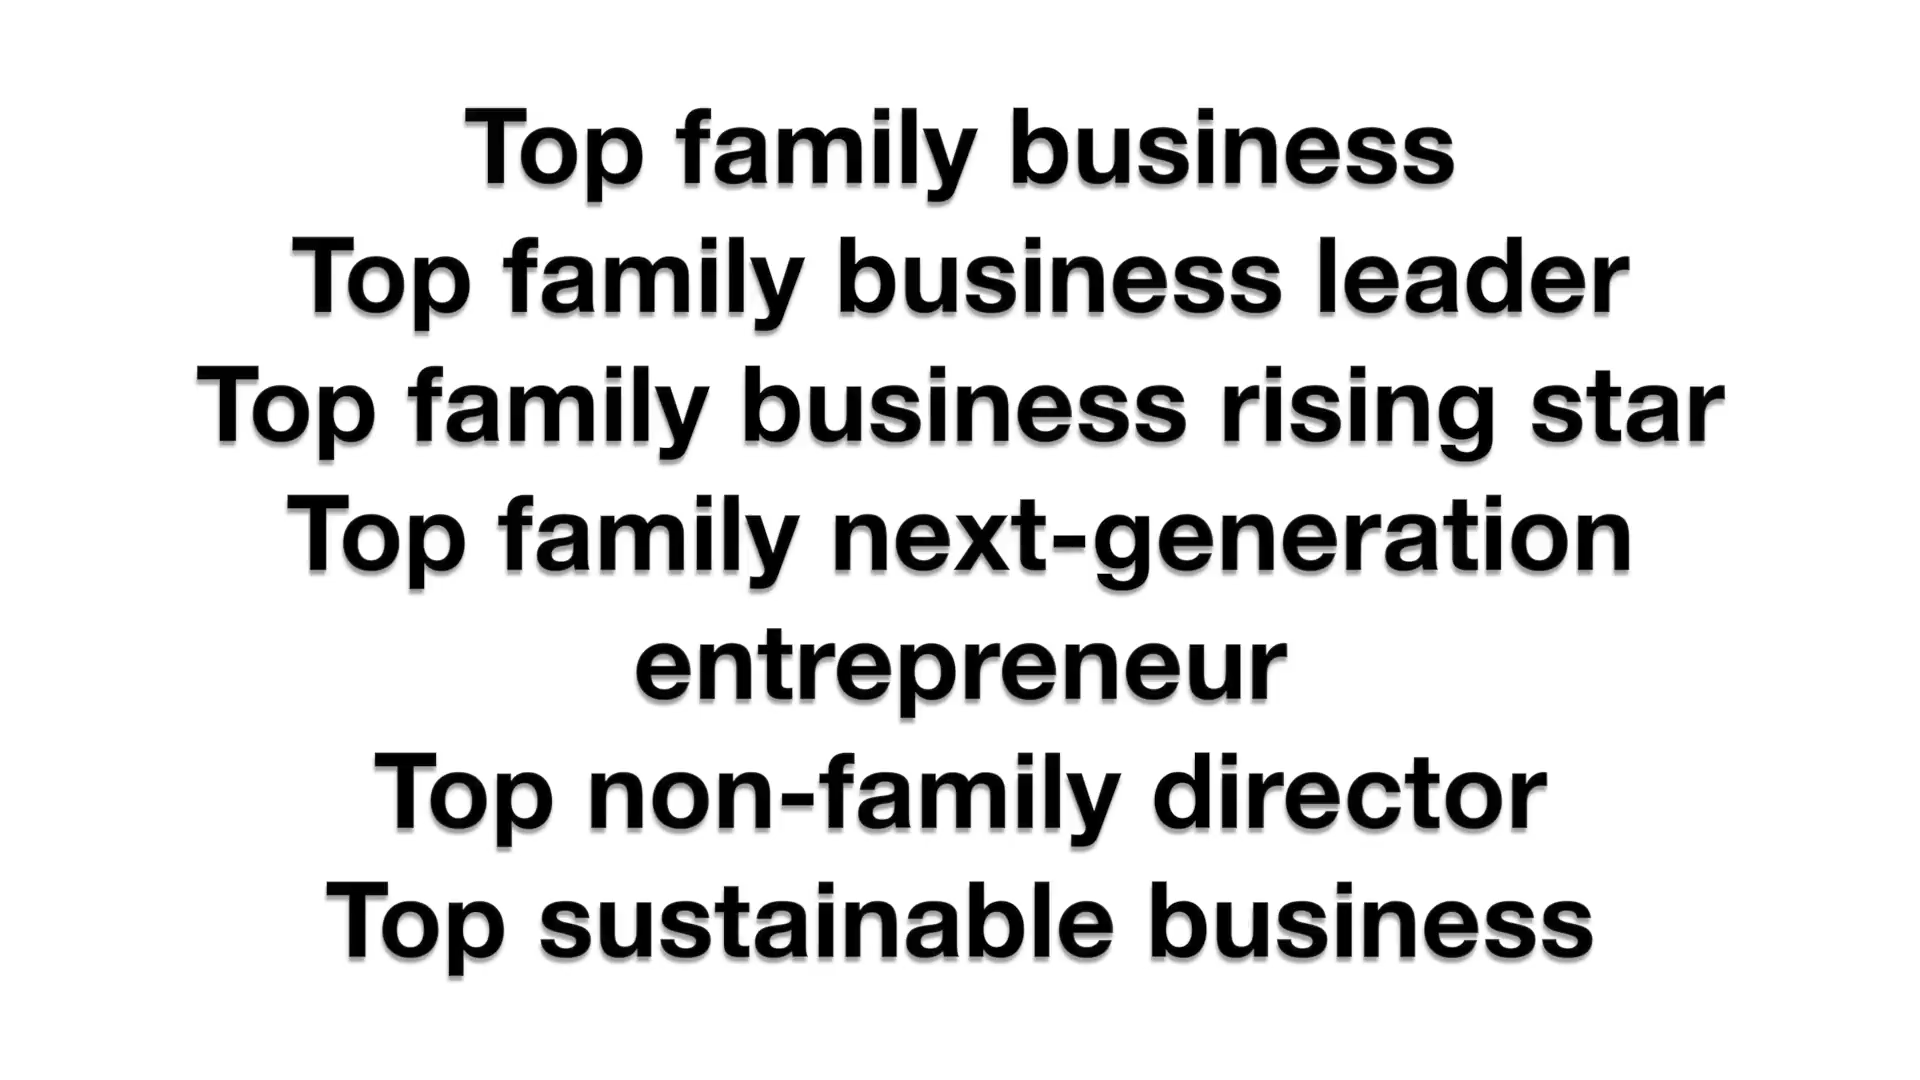 Top family business
Top family business leader
Top family business rising star
Top family next-generation
entrepreneur
Top non-family director
Top sustainable business